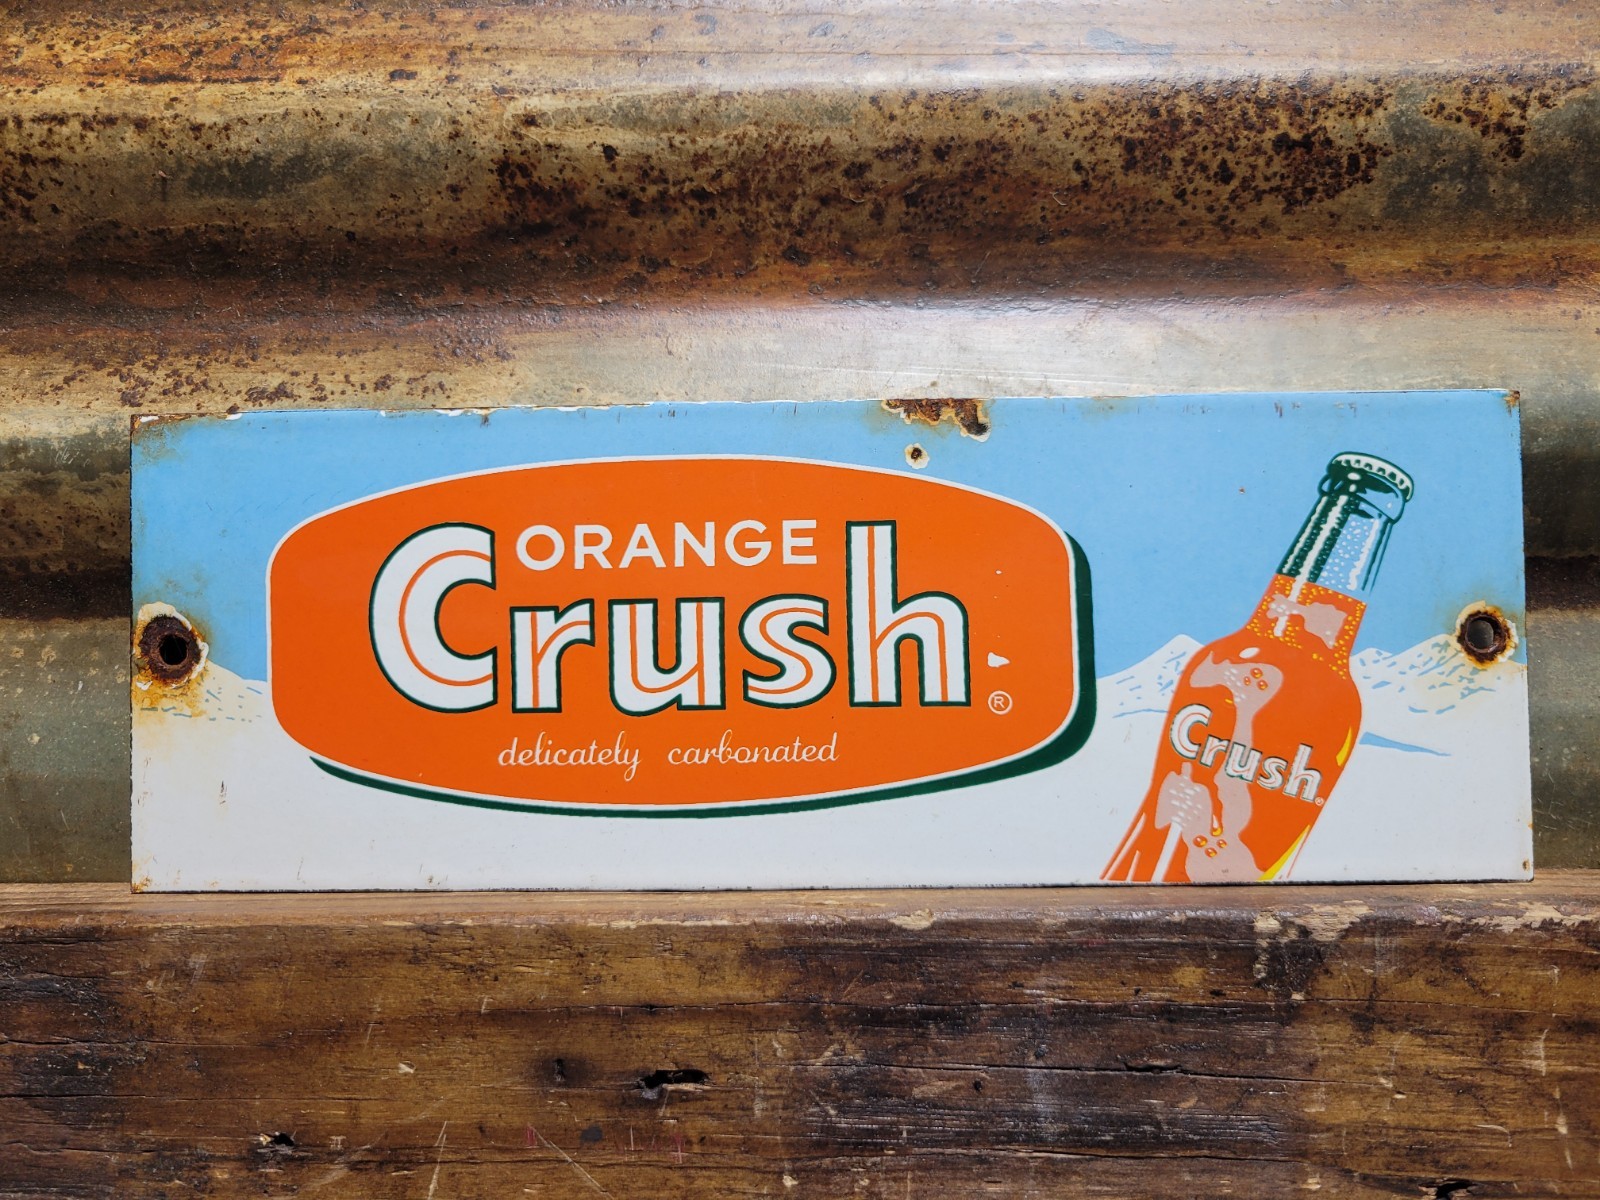 ORANGE
Crush ®
delicately carbonated
Crush ®